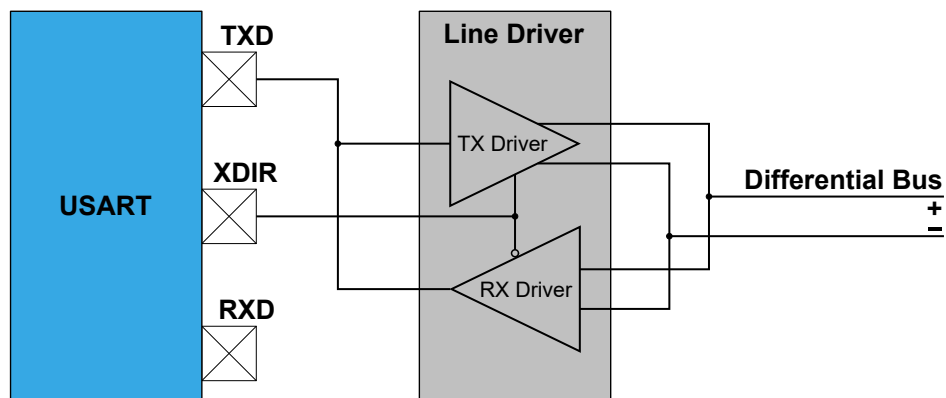 TXD
Line Driver
TX Driver
XDIR
Differential Bus
USART
+
−
RX Driver
RXD